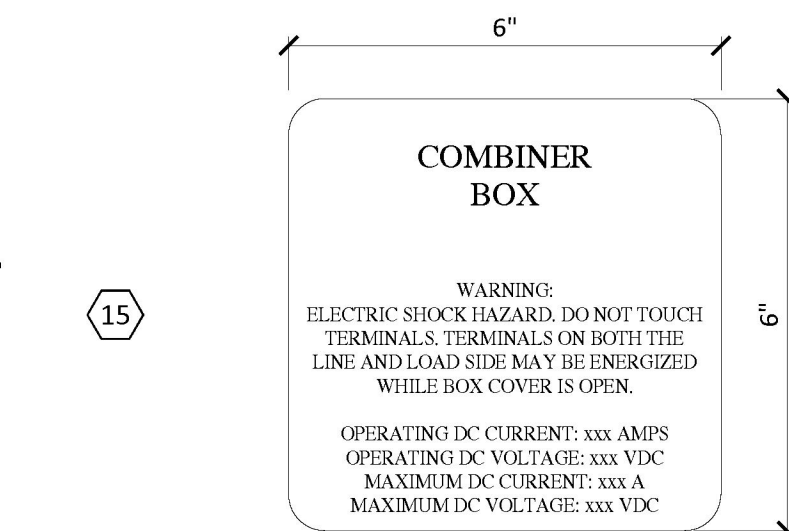 6"
COMBINER
BOX
15
WARNING:
ELECTRIC SHOCK HAZARD. DO NOT TOUCH
TERMINALS. TERMINALS ON BOTH THE
LINE AND LOAD SIDE MAY BE ENERGIZED
WHILE BOX COVER IS OPEN.
6"
OPERATING DC CURRENT: xxx AMPS
OPERATING DC VOLTAGE: xxx VDC
MAXIMUM DC CURRENT: xxx A
MAXIMUM DC VOLTAGE: xxx VDC